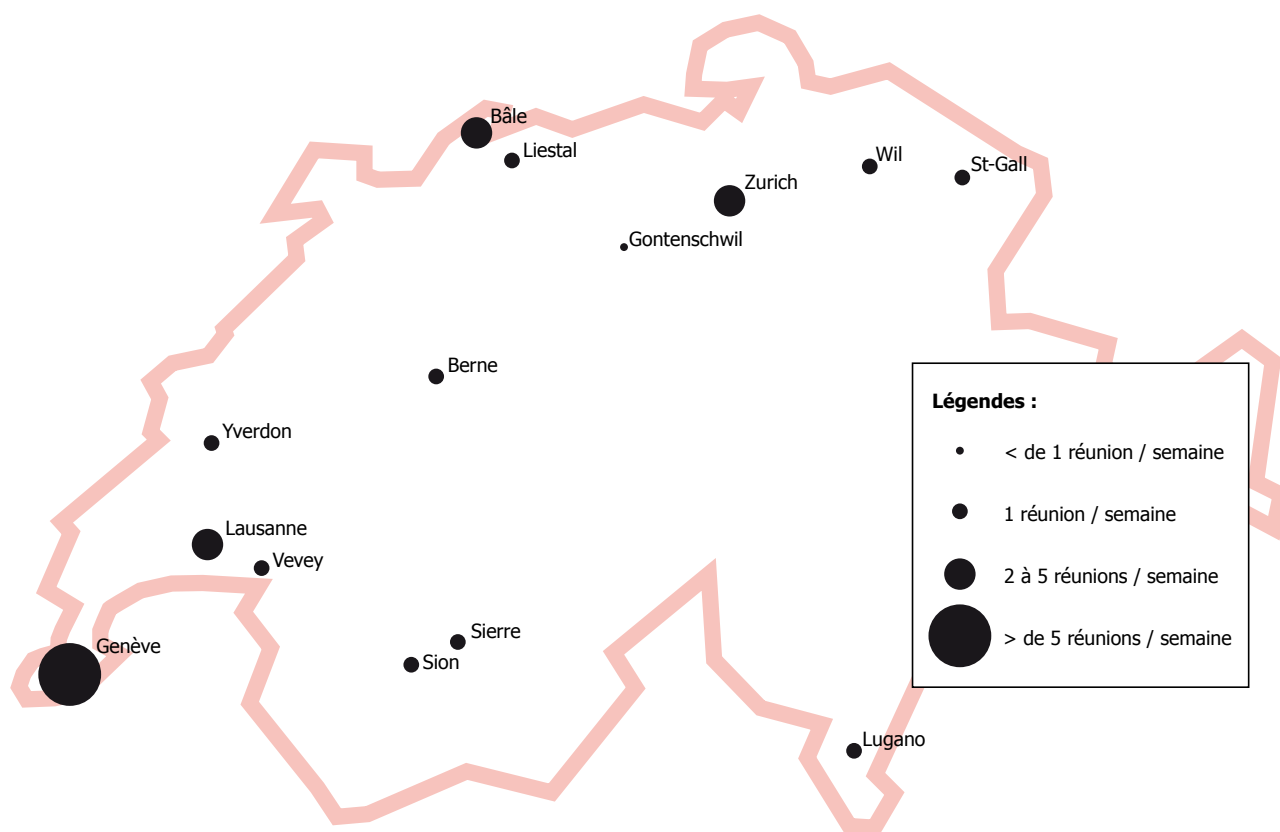 Bâle
Liestal
Wil
St-Gall
Zurich
Gontenschwil
Berne
Yverdon
Lausanne
Vevey
Genève
Sierre
Sion
Lugano
Légendes :
< de 1 réunion / semaine
1 réunion / semaine
2 à 5 réunions / semaine
> de 5 réunions / semaine